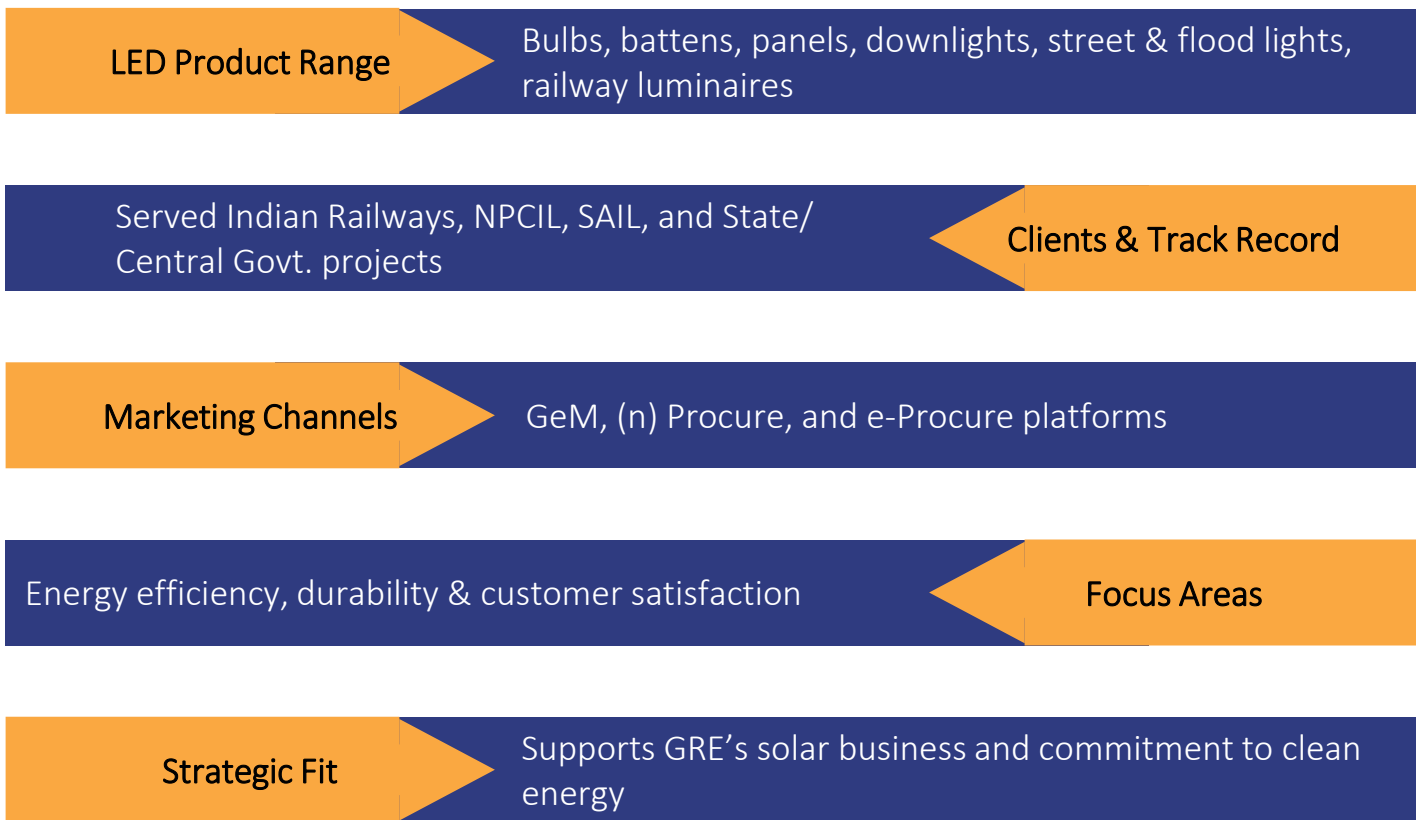 LED Product Range
Bulbs, battens, panels, downlights, street & flood lights,
railway luminaires
Served Indian Railways, NPCIL, SAIL, and State/
Central Govt. projects
Clients & Track Record
Marketing Channels
GeM, (n) Procure, and e-Procure platforms
Energy efficiency, durability & customer satisfaction
Focus Areas
Strategic Fit
Supports GRE’s solar business and commitment to clean
energy